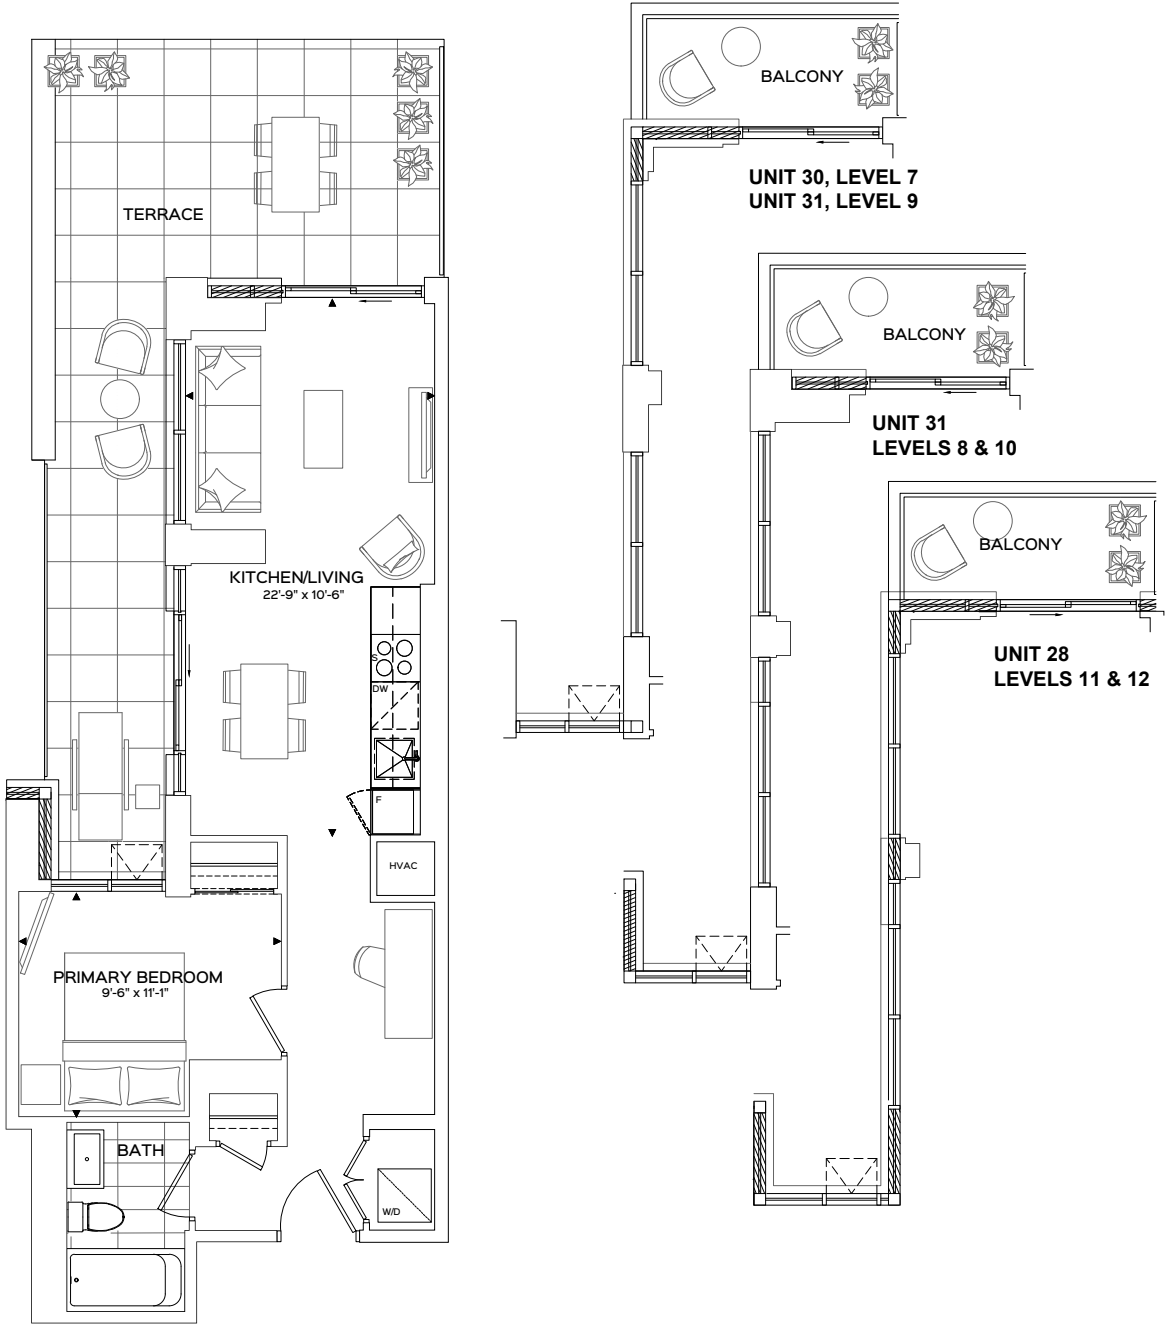 TERRACE
KITCHEN/LIVING
22'-9" x 10'-6"
S
DW
F
HVAC
PRIMARY BEDROOM
9'-6" x 11'-1"
BATH
W/D
BALCONY
UNIT 30, LEVEL 7
UNIT 31, LEVEL 9
BALCONY
UNIT 31
LEVELS 8 & 10
BALCONY
UNIT 28
LEVELS 11 & 12